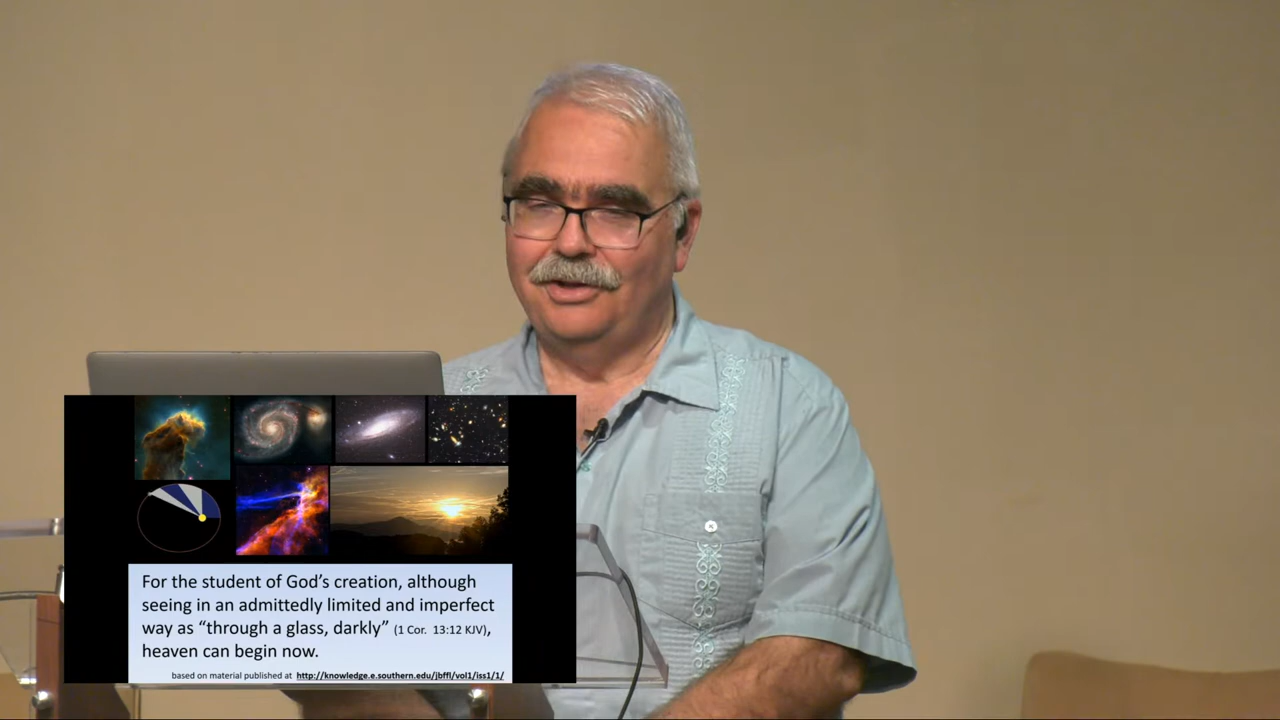 For the student of God's creation, although
seeing in an admittedly limited and imperfect
way as “through a glass, darkly” (1 Cor. 13:12 KJV),
heaven can begin now.
based on material published at http://knowledge.e.southern.edu/jbffl/vol1/iss1/1/